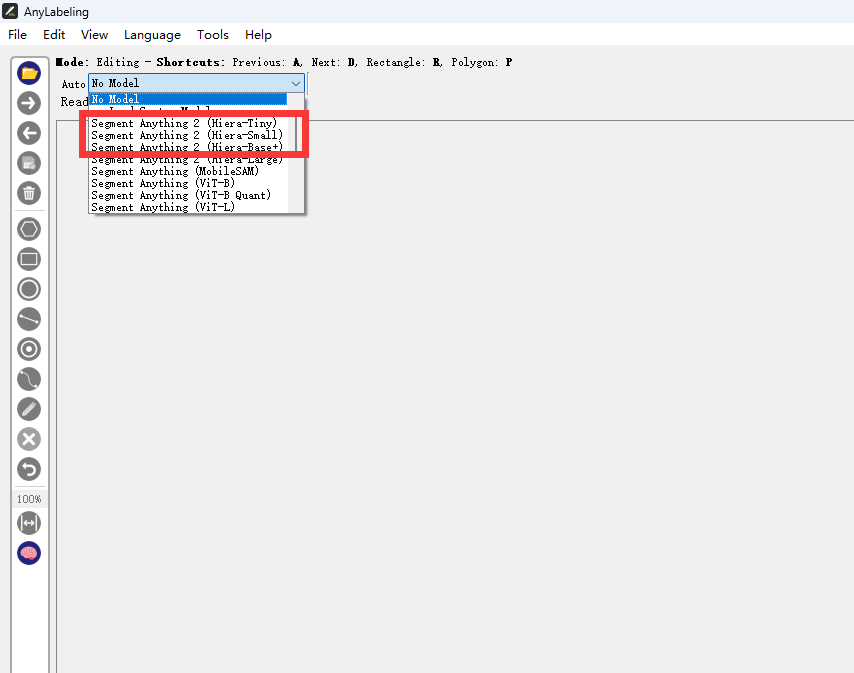 AnyLabeling
File Edit View Language Tools Help
Mode: Editing - Shortcuts: Previous: A, Next: D, Rectangle: R, Polygon: P
Auto No Model
Read
No Model
Segment Anything 2 (Hiera-Tiny)
Segment Anything 2 (Hiera-Small)
Segment Anything 2 (Hiera-Base+)
Segment Anything 2 (Hiera-Large)
Segment Anything (MobileSAM)
Segment Anything (ViT-B)
Segment Anything (ViT-B Quant)
Segment Anything (ViT-L)
100%